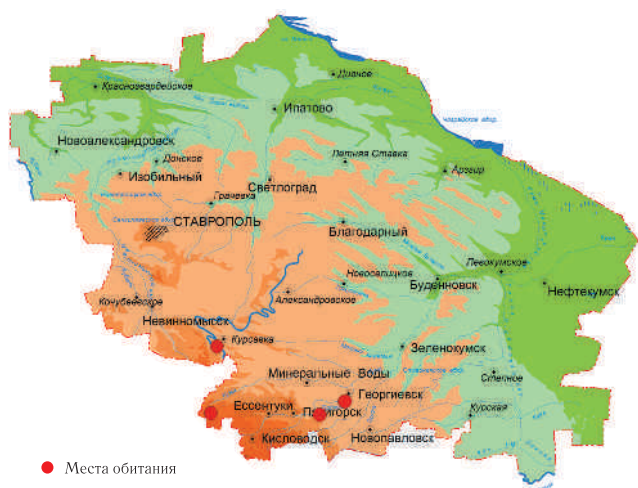 Дивное
Красногвардейское
Ипатово
Новоалександровск
Донское
Летняя Ставка
Арзгир
Изобильный
Светлоград
Грачевка
СТАВРОПОЛЬ
Благодарный
Левокумское
Новоселицкое
Буденновск
Нефтекумск
Кочубеевское
Александровское
Невинномысск
Курсавка
Зеленокумск
Минеральные Воды
Степное
Георгиевск
Ессентуки
Пятигорск
Курская
Кисловодск
Новопавловск
Места обитания